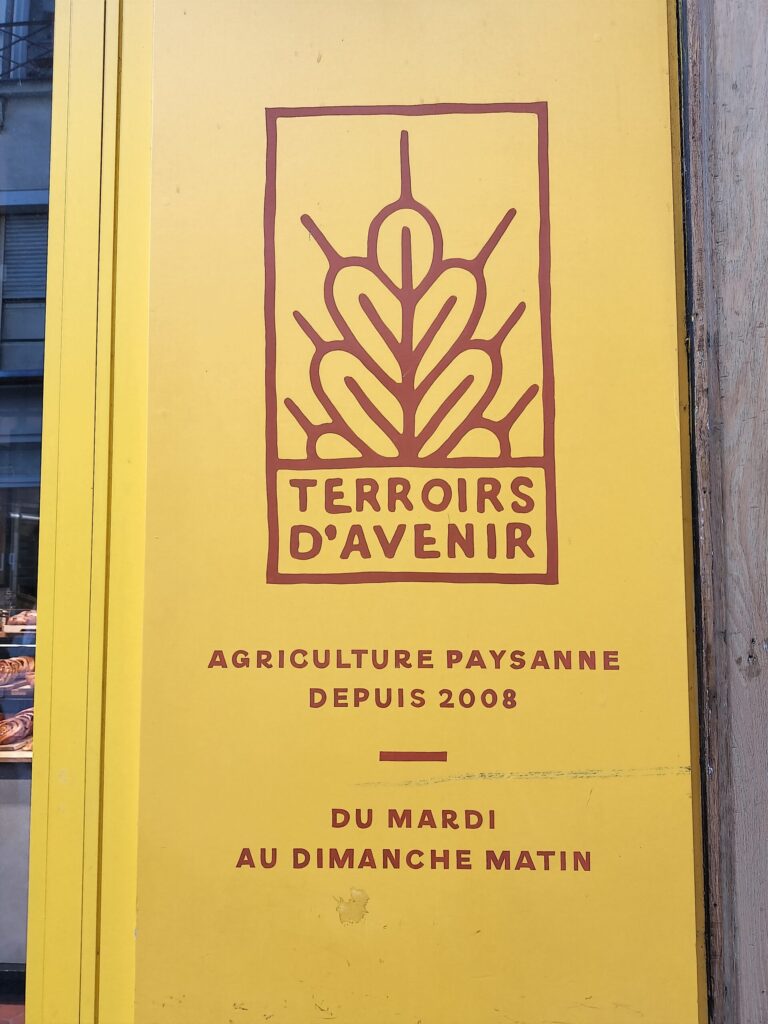 TERROIRS
D'AVENIR
AGRICULTURE PAYSANNE
DEPUIS 2008
DU MARDI
AU DIMANCHE MATIN